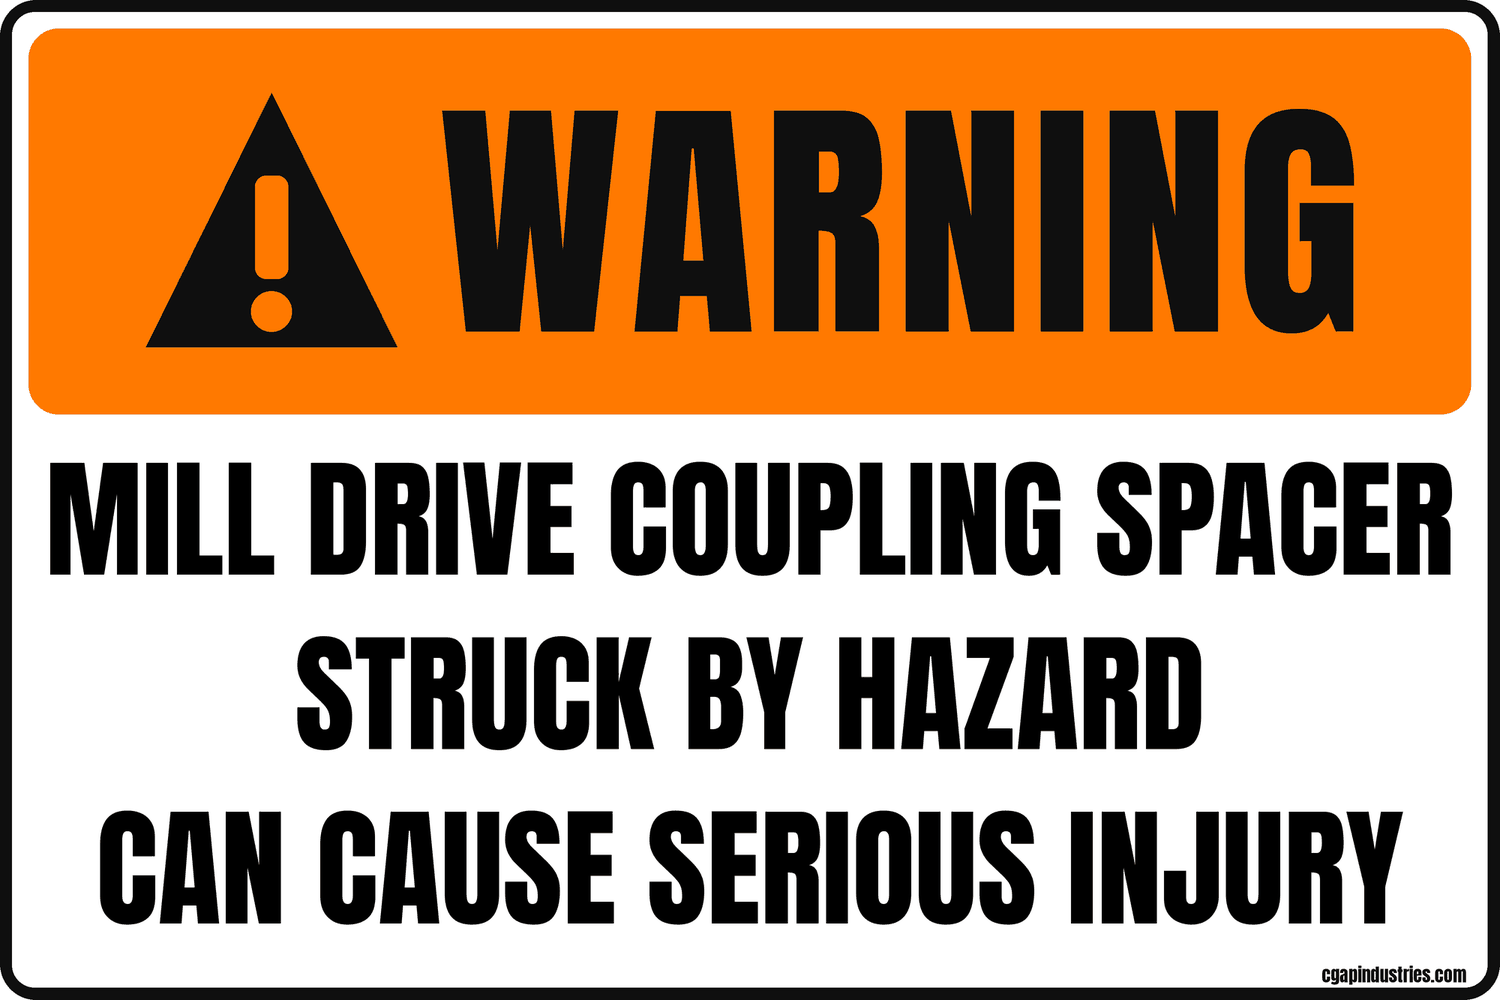 WARNING
MILL DRIVE COUPLING SPACER
STRUCK BY HAZARD
CAN CAUSE SERIOUS INJURY
cgapindustries.com